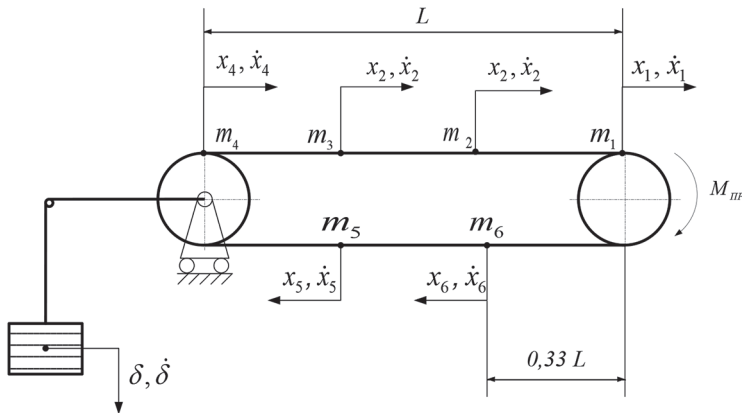 L
x₄, ẋ₄
x₂, ẋ₂
x₂, ẋ₂
x₁, ẋ₁
m₄
m₃
m₂
m₁
M пн
m₅
m₆
x₅, ẋ₅
x₆, ẋ₆
0,33 L
δ, δ̇